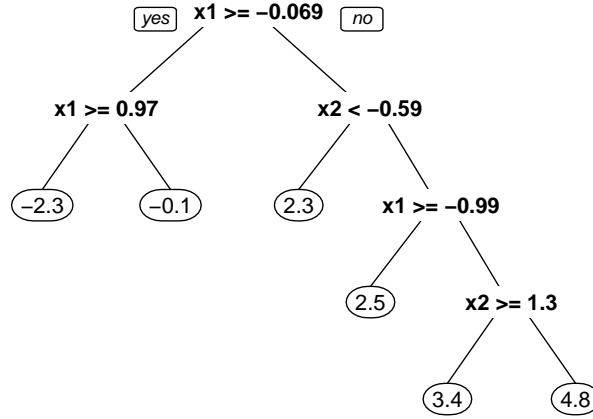 yes x1 >= −0.069 no
x1 >= 0.97 x2 < −0.59
−2.3 −0.1 2.3 x1 >= −0.99
2.5 x2 >= 1.3
3.4 4.8